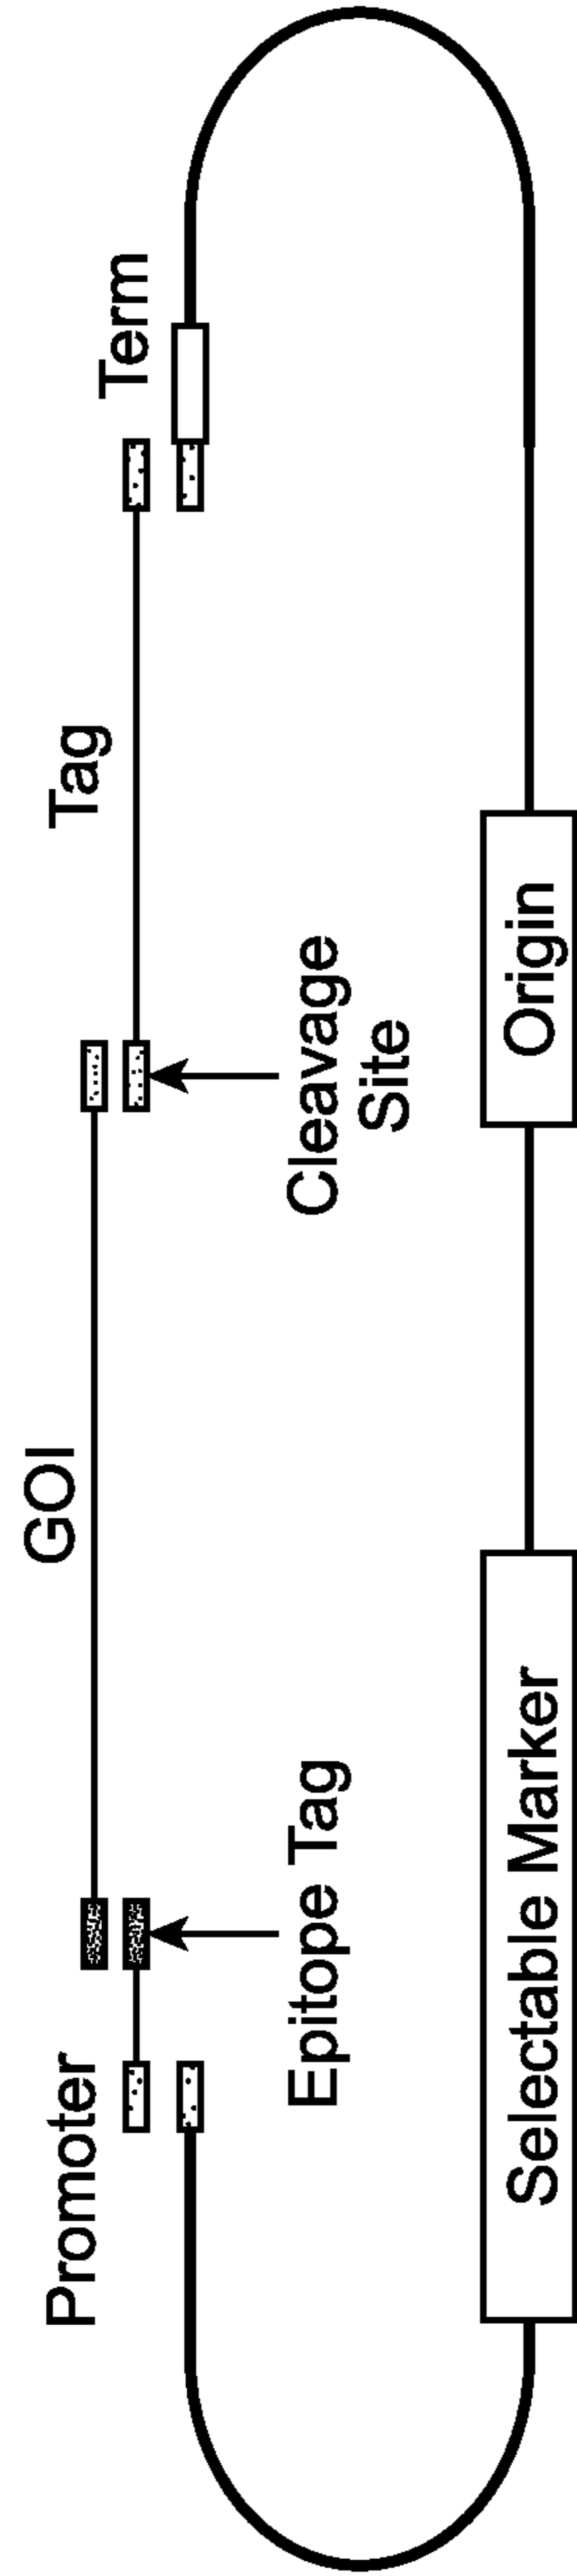 GOI
Promoter
Tag
Term
Epitope Tag
Cleavage
Site
Selectable Marker
Origin